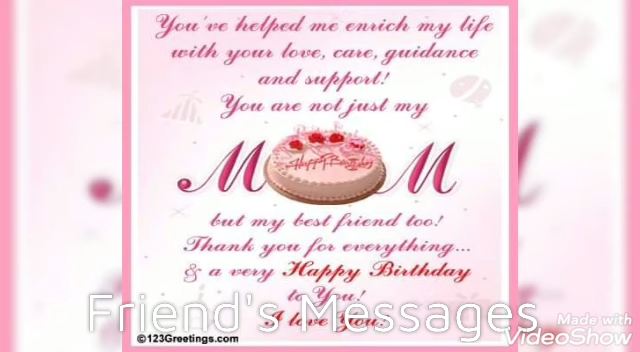 You've helped me enrich my life
with your love, care, guidance
and support!
You are not just my
M M
Happy Birthday
but my best friend too!
Thank you for everything...
& a very Happy Birthday
to You!
I love You!
Friend's Messages
©123Greetings.com
Made with
VideoShow